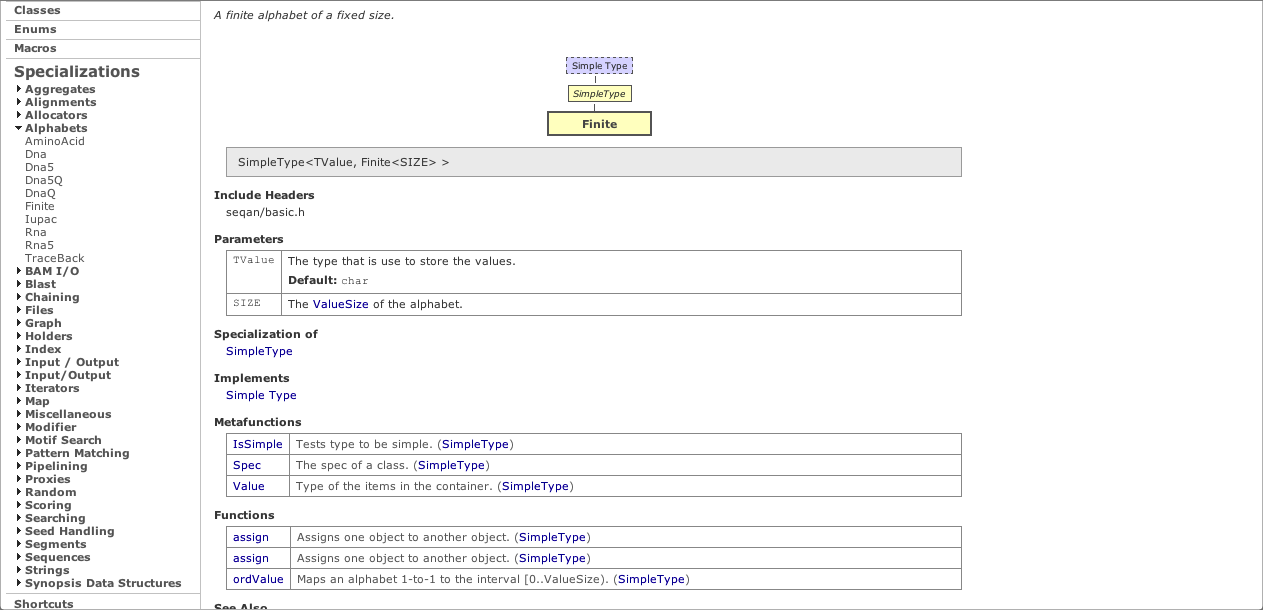 Classes
Enums
Macros
Specializations
Aggregates
Alignments
Allocators
Alphabets
AminoAcid
Dna
Dna5
Dna5Q
DnaQ
Finite
Iupac
Rna
Rna5
TraceBack
BAM I/O
Blast
Chaining
Files
Graph
Holders
Index
Input / Output
Input/Output
Iterators
Map
Miscellaneous
Modifier
Motif Search
Pattern Matching
Pipelining
Proxies
Random
Scoring
Searching
Seed Handling
Segments
Sequences
Strings
Synopsis Data Structures
Shortcuts
A finite alphabet of a fixed size.
Simple Type
SimpleType
Finite
SimpleType<TValue, Finite<SIZE> >
Include Headers
seqan/basic.h
Parameters
TValue The type that is use to store the values.
Default: char
SIZE The ValueSize of the alphabet.
Specialization of
SimpleType
Implements
Simple Type
Metafunctions
IsSimple Tests type to be simple. (SimpleType)
Spec The spec of a class. (SimpleType)
Value Type of the items in the container. (SimpleType)
Functions
assign Assigns one object to another object. (SimpleType)
assign Assigns one object to another object. (SimpleType)
ordValue Maps an alphabet 1-to-1 to the interval [0..ValueSize). (SimpleType)
See Also